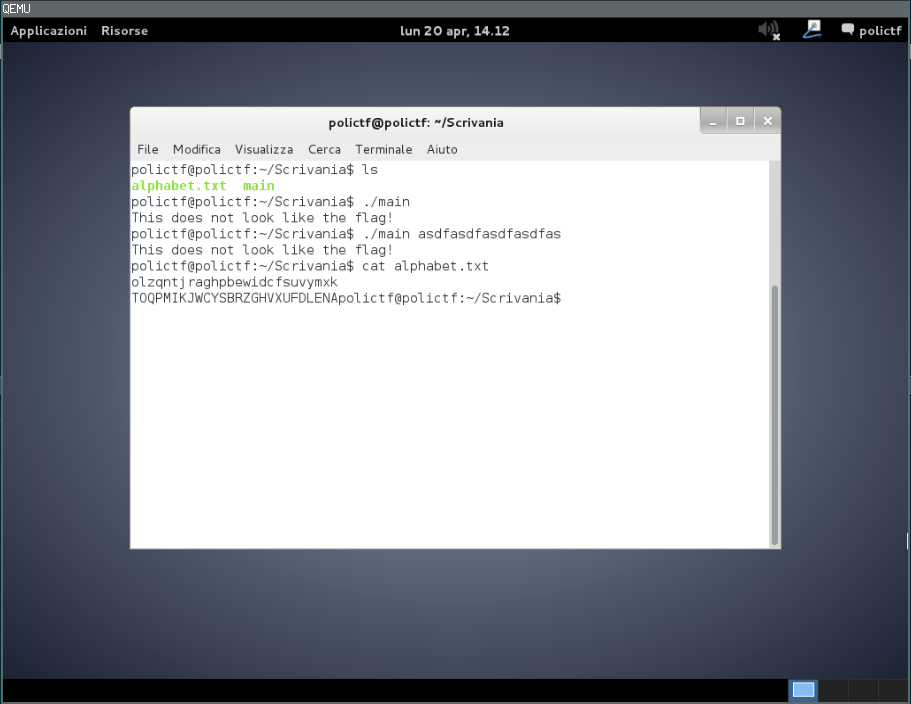 QEMU
Applicazioni Risorse lun 20 apr, 14.12 polictf
polictf@polictf: ~/Scrivania
File Modifica Visualizza Cerca Terminale Aiuto
polictf@polictf:~/Scrivania$ ls
alphabet.txt  main
polictf@polictf:~/Scrivania$ ./main
This does not look like the flag!
polictf@polictf:~/Scrivania$ ./main asdfasdfasdfasdfas
This does not look like the flag!
polictf@polictf:~/Scrivania$ cat alphabet.txt
olzqntjraghpbewidcfsuvymxk
TOQPMIKJWCYSBRZGHVXUFDLENApolictf@polictf:~/Scrivania$